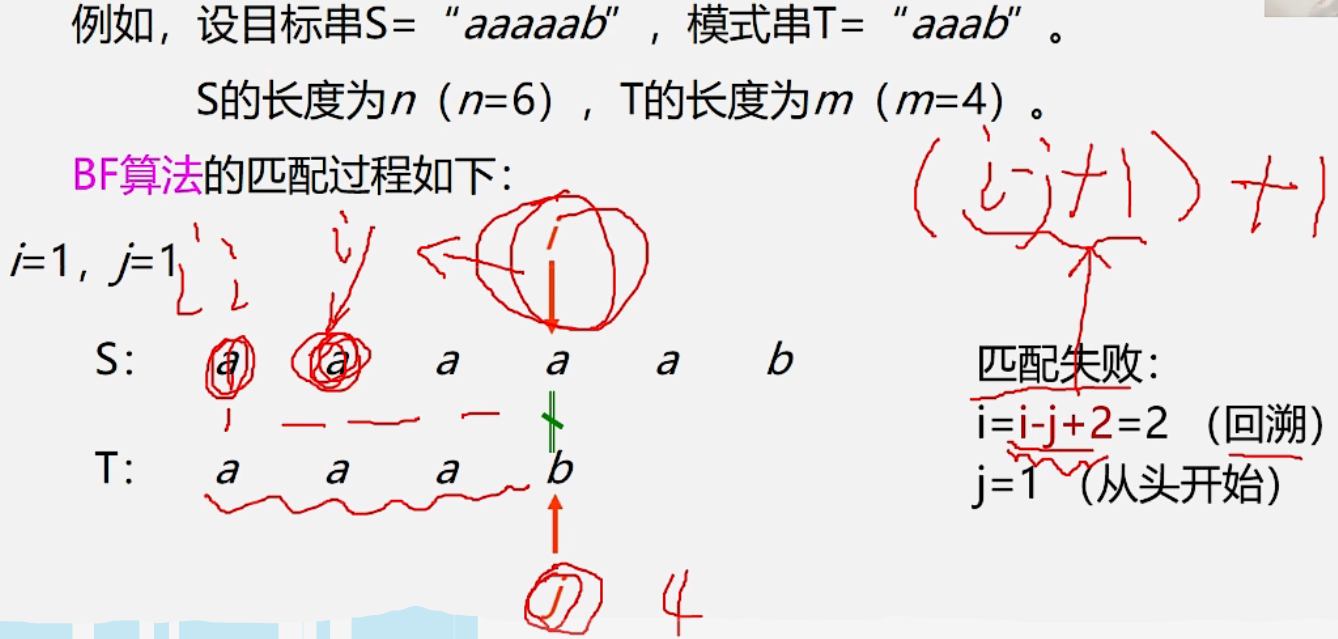 例如，设目标串S=“aaaaab”，模式串T=“aaab”。
S的长度为n（n=6），T的长度为m（m=4）。
BF算法的匹配过程如下：
(i-j+1)+1
i=1，j=1
i
i
S： a a a a a b
T： a a a b
j 4
匹配失败：
i=i-j+2=2 （回溯）
j=1 （从头开始）